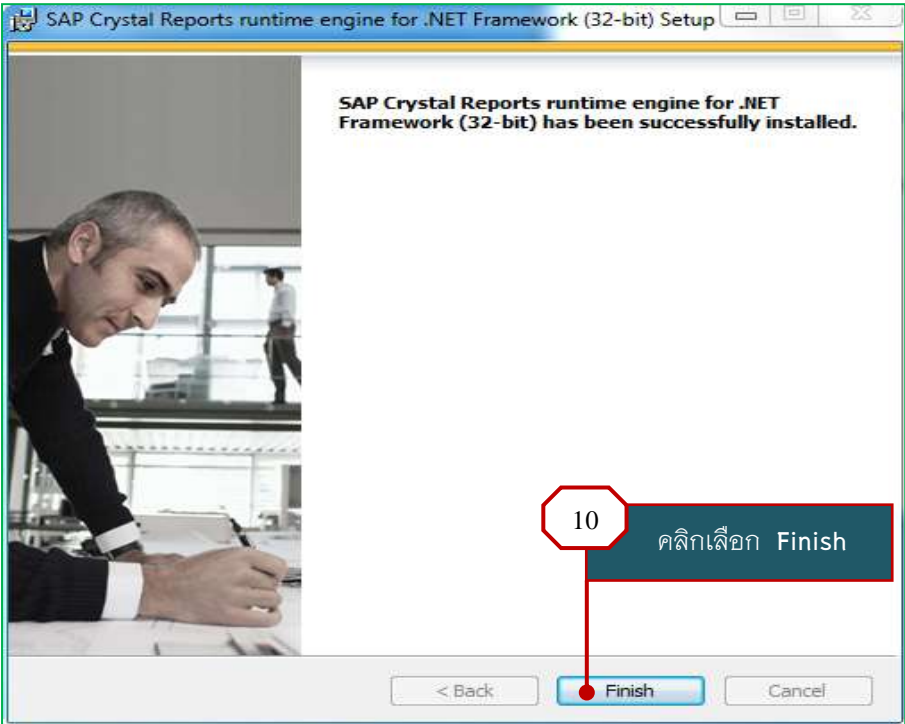 SAP Crystal Reports runtime engine for .NET Framework (32-bit) Setup
SAP Crystal Reports runtime engine for .NET
Framework (32-bit) has been successfully installed.
10
คลิกเลือก Finish
< Back
Finish
Cancel